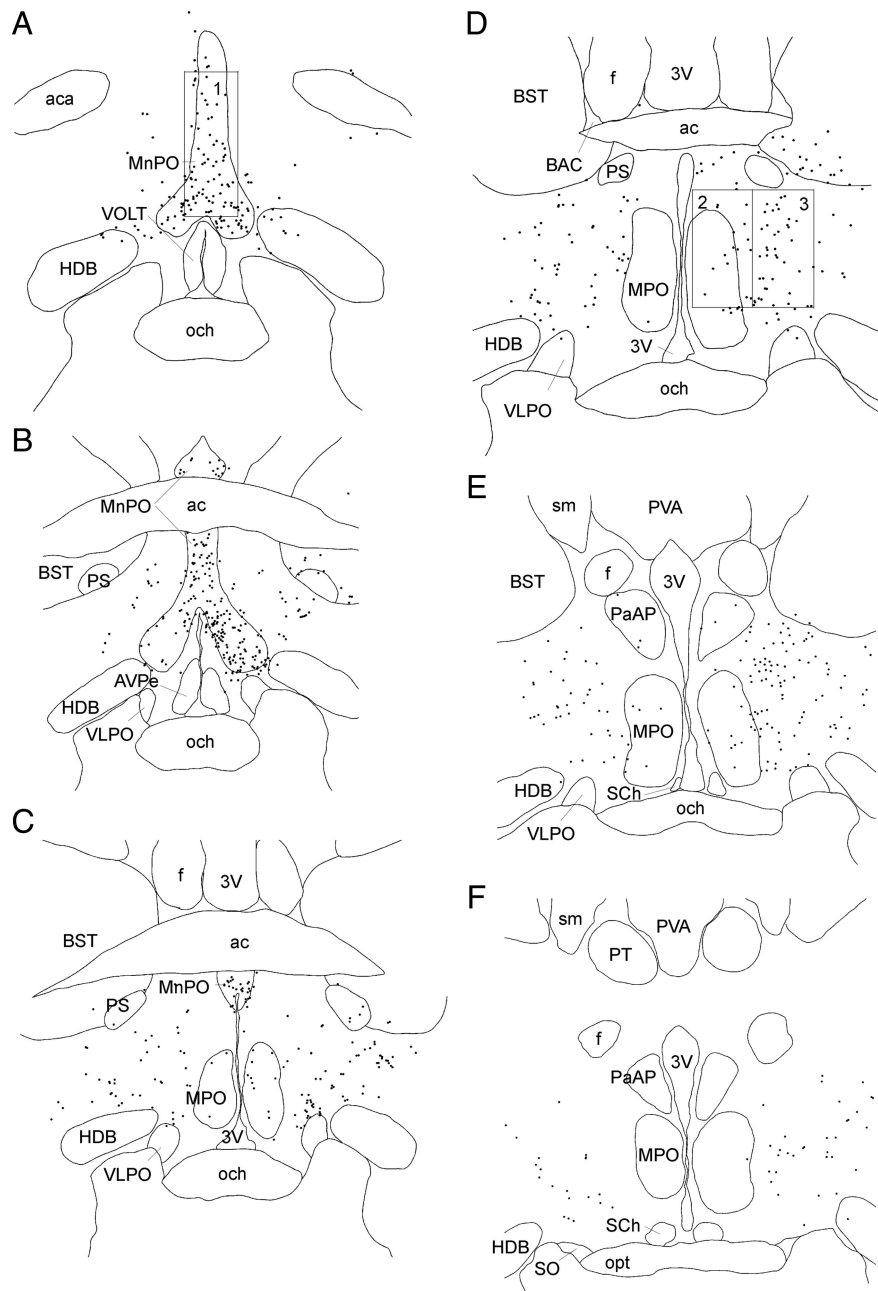 A
aca
1
MnPO
VOLT
HDB
och
B
MnPO
ac
BST
PS
AVPe
HDB
VLPO
och
C
f
3V
BST
ac
MnPO
PS
MPO
HDB
3V
VLPO
och
D
f
3V
BST
ac
BAC
PS
2
3
MPO
HDB
3V
och
VLPO
E
sm
PVA
BST
f
3V
PaAP
MPO
HDB
SCh
och
VLPO
F
sm
PVA
PT
f
3V
PaAP
MPO
SCh
HDB
SO
opt